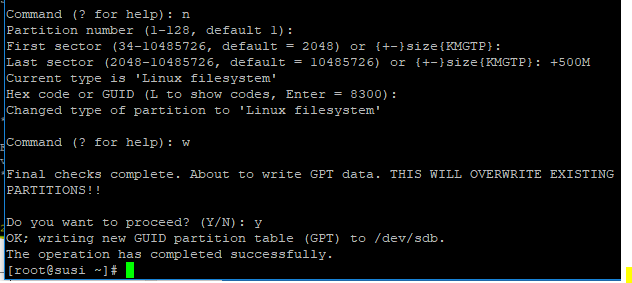 Command (? for help): n
Partition number (1-128, default 1):
First sector (34-10485726, default = 2048) or {+-}size{KMGTP}:
Last sector (2048-10485726, default = 10485726) or {+-}size{KMGTP}: +500M
Current type is 'Linux filesystem'
Hex code or GUID (L to show codes, Enter = 8300):
Changed type of partition to 'Linux filesystem'
Command (? for help): w
Final checks complete. About to write GPT data. THIS WILL OVERWRITE EXISTING
PARTITIONS!!
Do you want to proceed? (Y/N): y
OK; writing new GUID partition table (GPT) to /dev/sdb.
The operation has completed successfully.
[root@susi ~]#